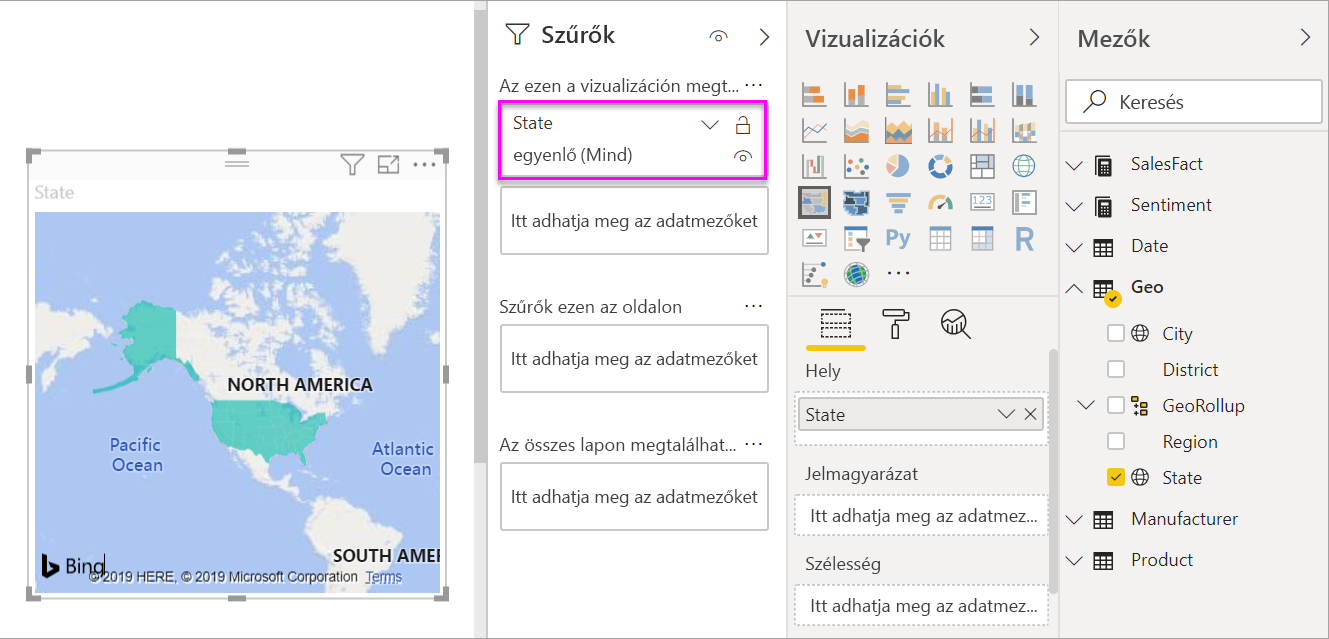 State
NORTH AMERICA
Pacific
Ocean
Atlantic
Ocean
SOUTH AMER
Bing
© 2019 HERE, © 2019 Microsoft Corporation Terms
Szűrők
Az ezen a vizualizáción megt...
State
egyenlő (Mind)
Itt adhatja meg az adatmezőket
Szűrők ezen az oldalon
Itt adhatja meg az adatmezőket
Az összes lapon megtalálhat...
Itt adhatja meg az adatmezőket
Vizualizációk
123
Py
R
Hely
State
Jelmagyarázat
Itt adhatja meg az adatmez...
Szélesség
Itt adhatja meg az adatmez...
Mezők
Keresés
SalesFact
Sentiment
Date
Geo
City
District
GeoRollup
Region
State
Manufacturer
Product